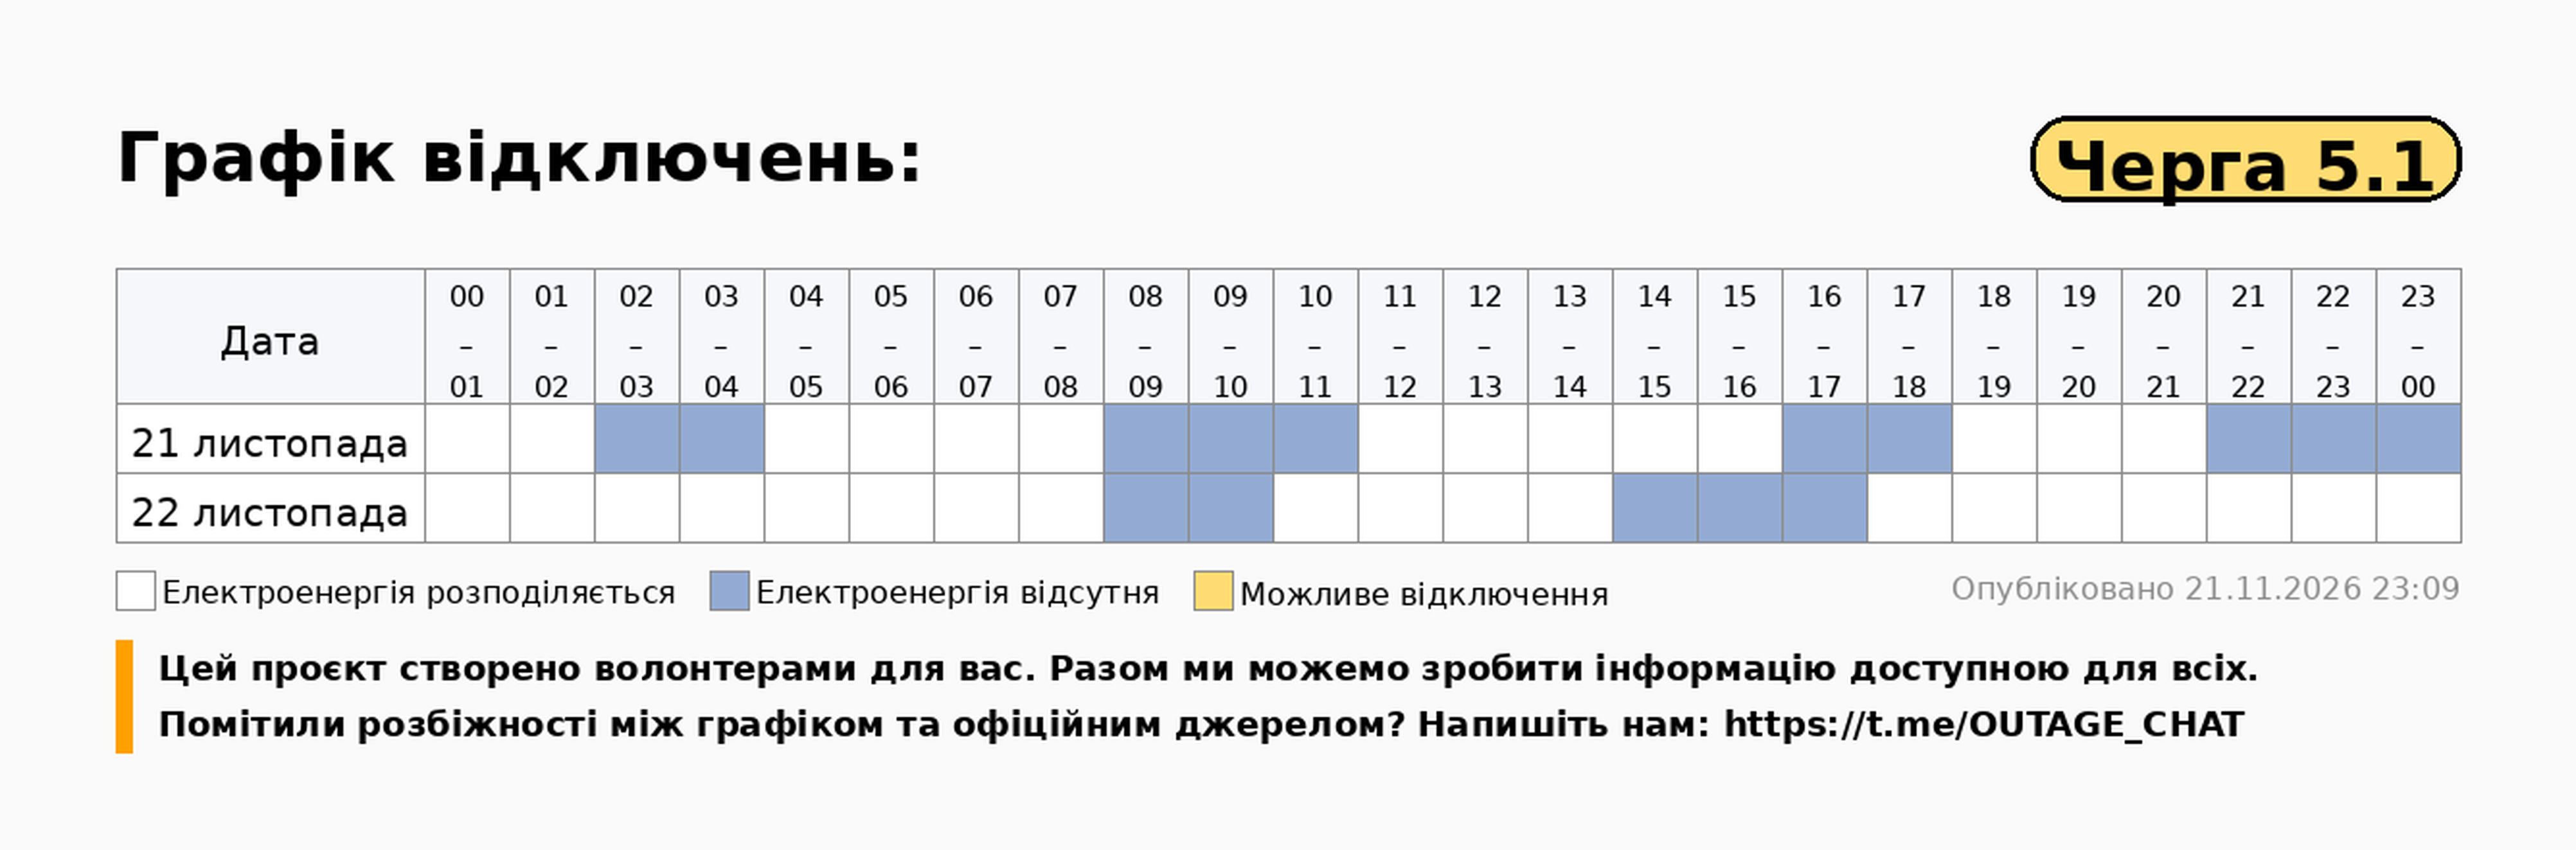 Графік відключень:
Черга 5.1
Дата
00 – 01
01 – 02
02 – 03
03 – 04
04 – 05
05 – 06
06 – 07
07 – 08
08 – 09
09 – 10
10 – 11
11 – 12
12 – 13
13 – 14
14 – 15
15 – 16
16 – 17
17 – 18
18 – 19
19 – 20
20 – 21
21 – 22
22 – 23
23 – 00
21 листопада
22 листопада
Електроенергія розподіляється
Електроенергія відсутня
Можливе відключення
Опубліковано 21.11.2026 23:09
Цей проєкт створено волонтерами для вас. Разом ми можемо зробити інформацію доступною для всіх.
Помітили розбіжності між графіком та офіційним джерелом? Напишіть нам: https://t.me/OUTAGE_CHAT